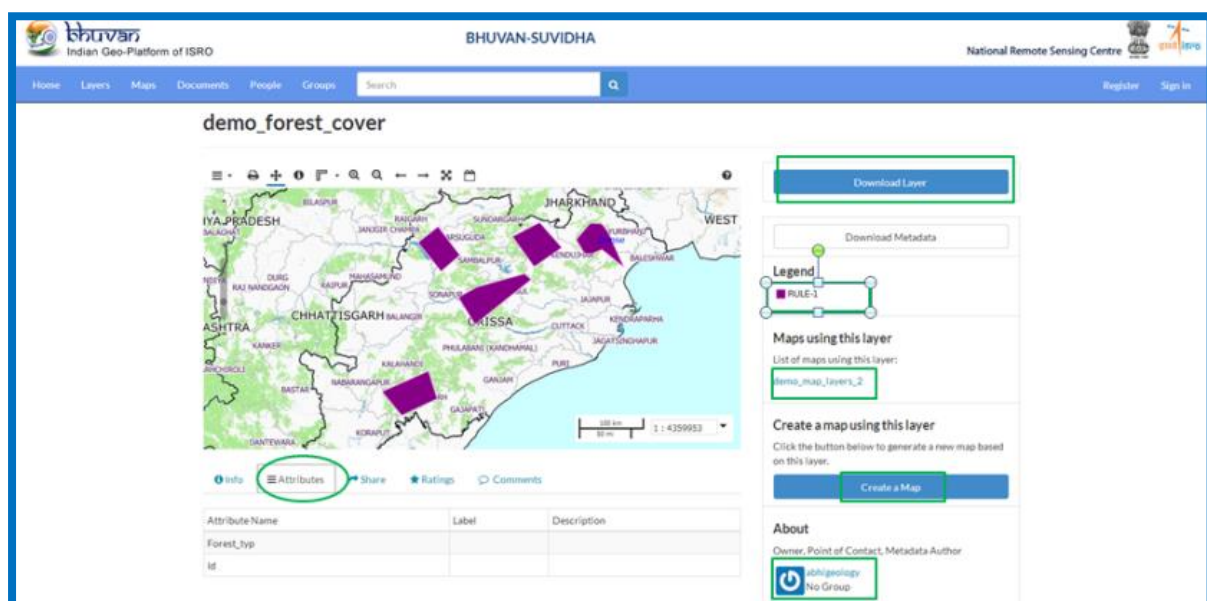 bhuvan
Indian Geo-Platform of ISRO
BHUVAN-SUVIDHA
National Remote Sensing Centre
Home Layers Maps Documents People Groups Search
Register Sign in
demo_forest_cover
Download Layer
Download Metadata
Legend
RULE-1
Maps using this layer
List of maps using this layer:
demo_map_layers_2
Create a map using this layer
Click the button below to generate a new map based
on this layer.
Create a Map
About
Owner, Point of Contact, Metadata Author
abhigeology
No Group
BILASPUR
JHARKHAND
WEST
RAIGARH
SUNDARGARH
JANJGIR CHAMPA
KENDUJHAR
BALESHWAR
SAMBALPUR
DURG
RAJ NANDGAON
RAIPUR
MAHASAMUND
JAJAPUR
CHHATTISGARH
BALANGIR
CUTTACK
KENDRAPARHA
KANKER
PHULABANI (KANDHAMAL)
JAGATSINGHAPUR
KALAHANDI
PURI
BASTAR
NABARANGAPUR
GANJAM
GAJAPATI
DANTEWARA
KORAPUT
100 km
50 mi
1 : 4359953
Info Attributes Share Ratings Comments
Attribute Name Label Description
Forest_typ
id